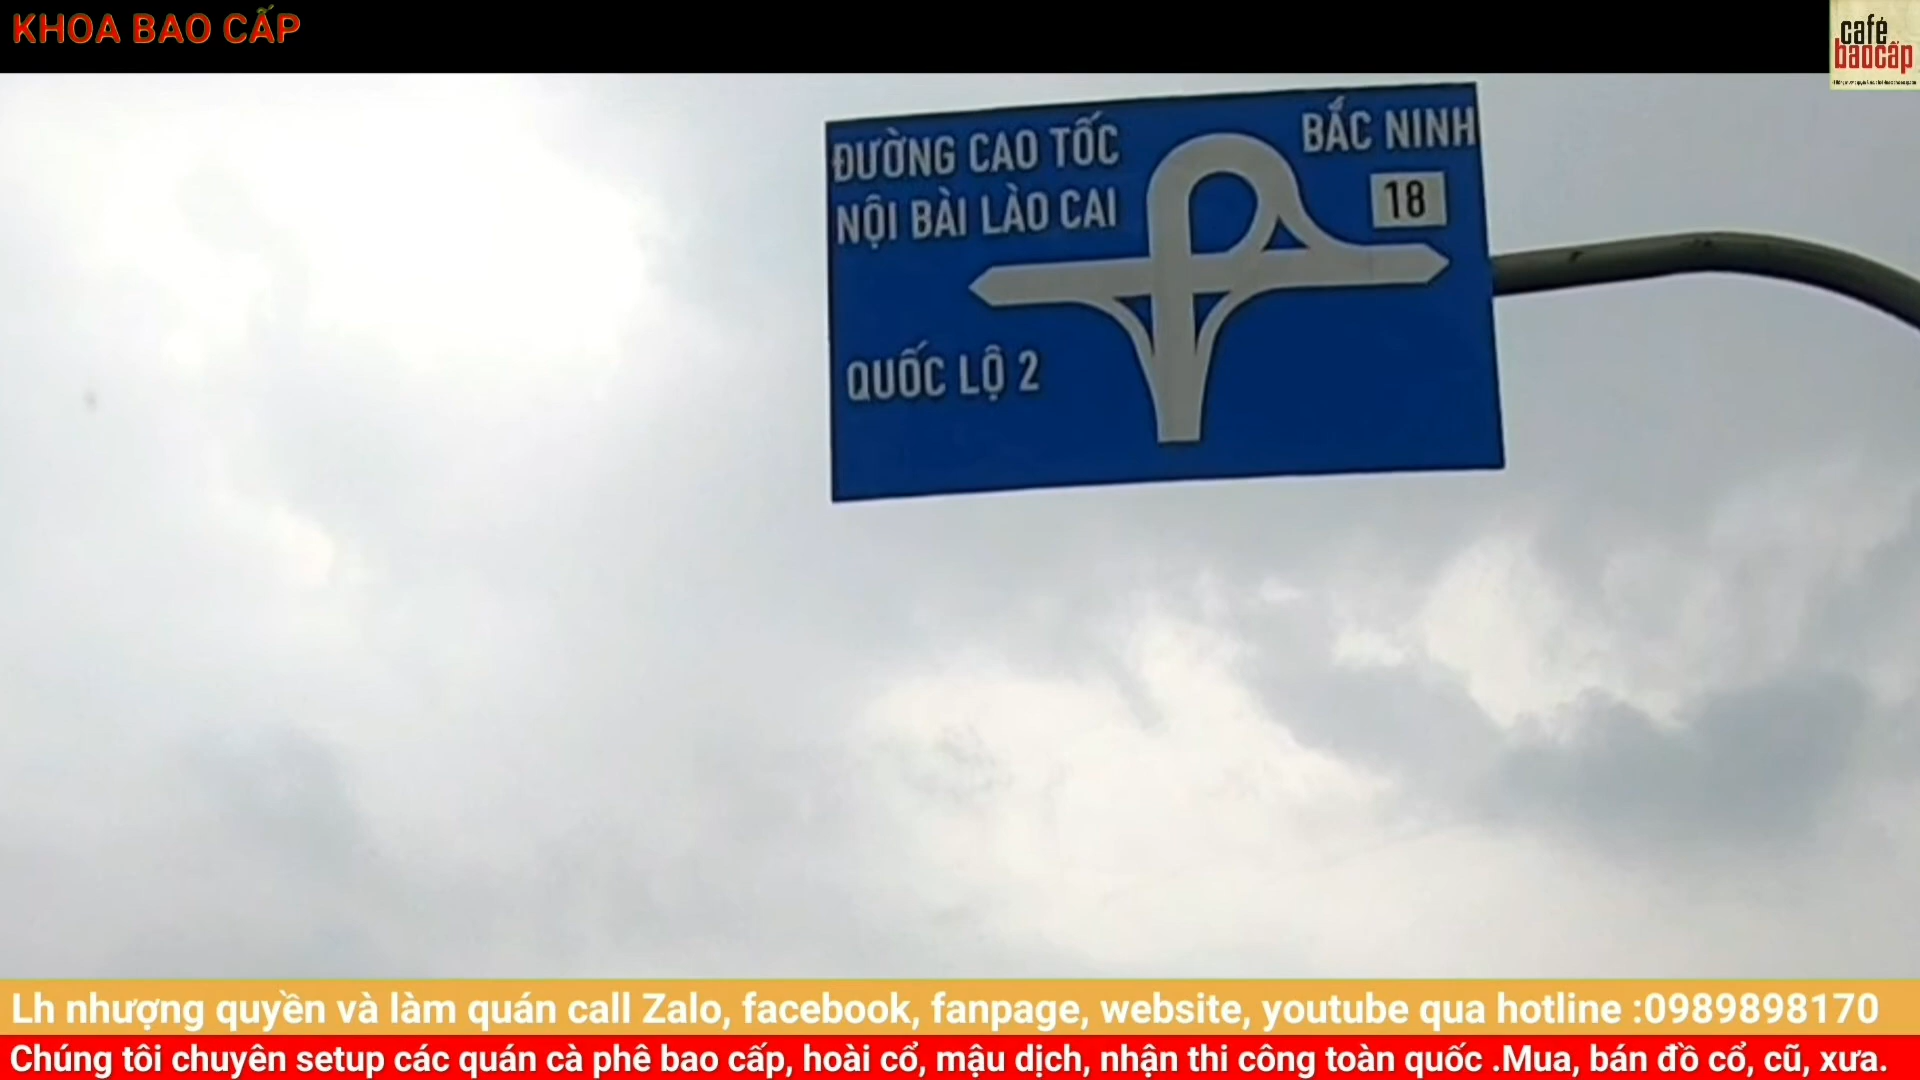 KHOA BAO CẤP
café
baocấp
ĐƯỜNG CAO TỐC
NỘI BÀI LÀO CAI
BẮC NINH
18
QUỐC LỘ 2
Lh nhượng quyền và làm quán call Zalo, facebook, fanpage, website, youtube qua hotline :0989898170
Chúng tôi chuyên setup các quán cà phê bao cấp, hoài cổ, mậu dịch, nhận thi công toàn quốc .Mua, bán đồ cổ, cũ, xưa.